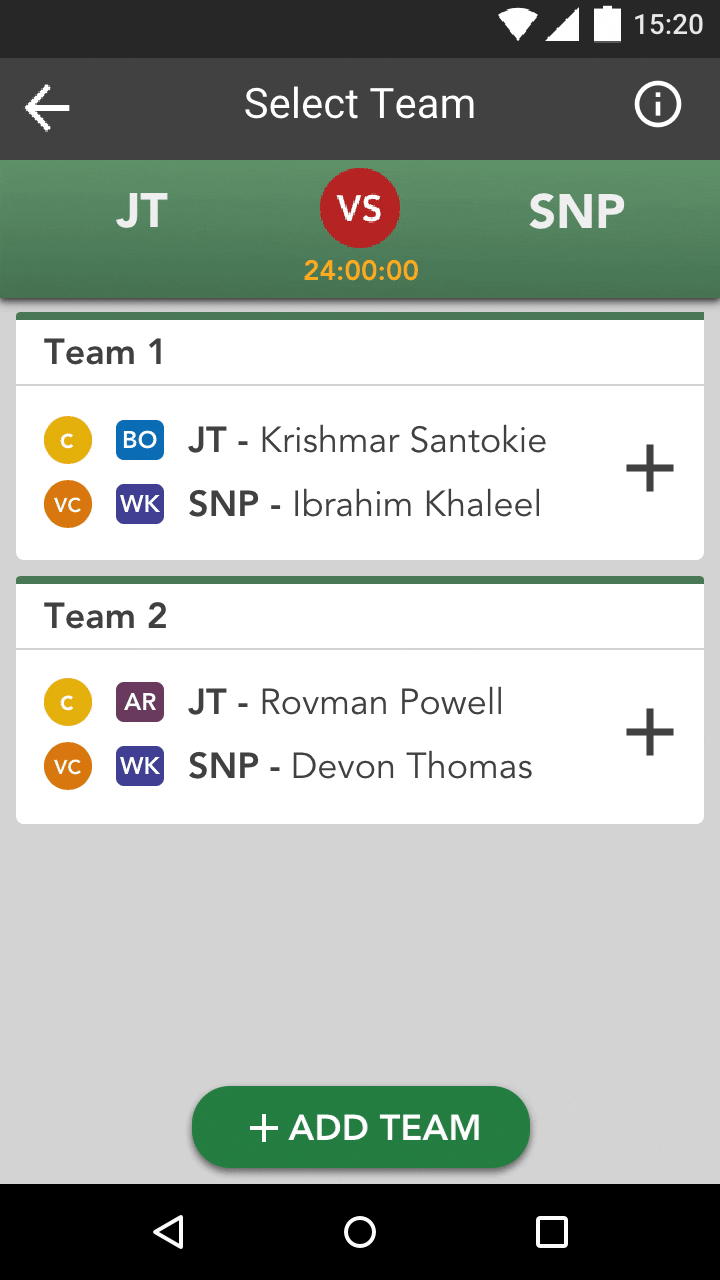 15:20
Select Team
JT VS SNP
24:00:00
Team 1
C BO JT - Krishmar Santokie
VC WK SNP - Ibrahim Khaleel
Team 2
C AR JT - Rovman Powell
VC WK SNP - Devon Thomas
+ ADD TEAM